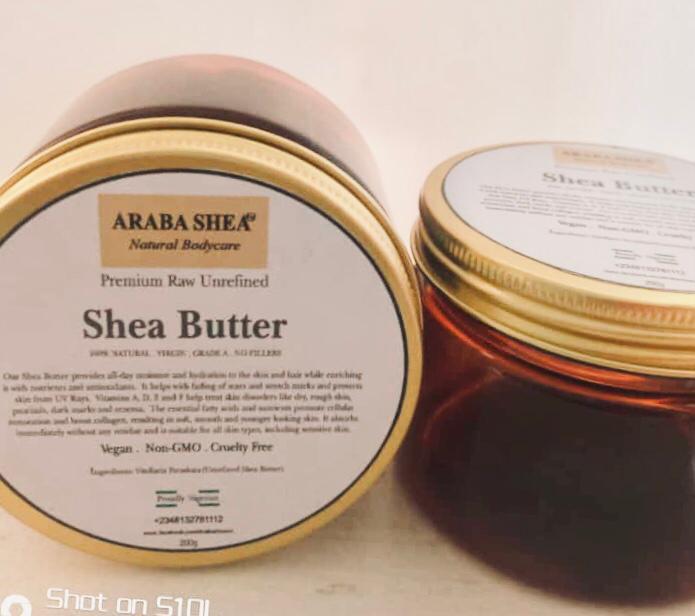 ARABA SHEA
Natural Bodycare
Premium Raw Unrefined
Shea Butter
100% NATURAL . VIRGIN . GRADE A . NO FILLERS
Our Shea Butter provides all-day moisture and hydration to the skin and hair while enriching
it with nutrients and antioxidants. It helps with fading of scars and stretch marks and protects
skin from UV Rays. Vitamins A, D, E and F help treat skin disorders like dry, rough skin,
psoriasis, dark marks and eczema. The essential fatty acids and nutrients promote cellular
restoration and boost collagen, resulting in soft, smooth and younger looking skin. It absorbs
immediately without any residue and is suitable for all skin types, including sensitive skin.
Vegan . Non-GMO . Cruelty Free
Ingredients: Vitellaria Paradoxa (Unrefined Shea Butter)
Proudly Nigerian
+2348132781112
200g
ARABA SHEA
Shea Butter
Vegan . Non-GMO . Cruelty
+2348132781112
200g
Shot on S10L